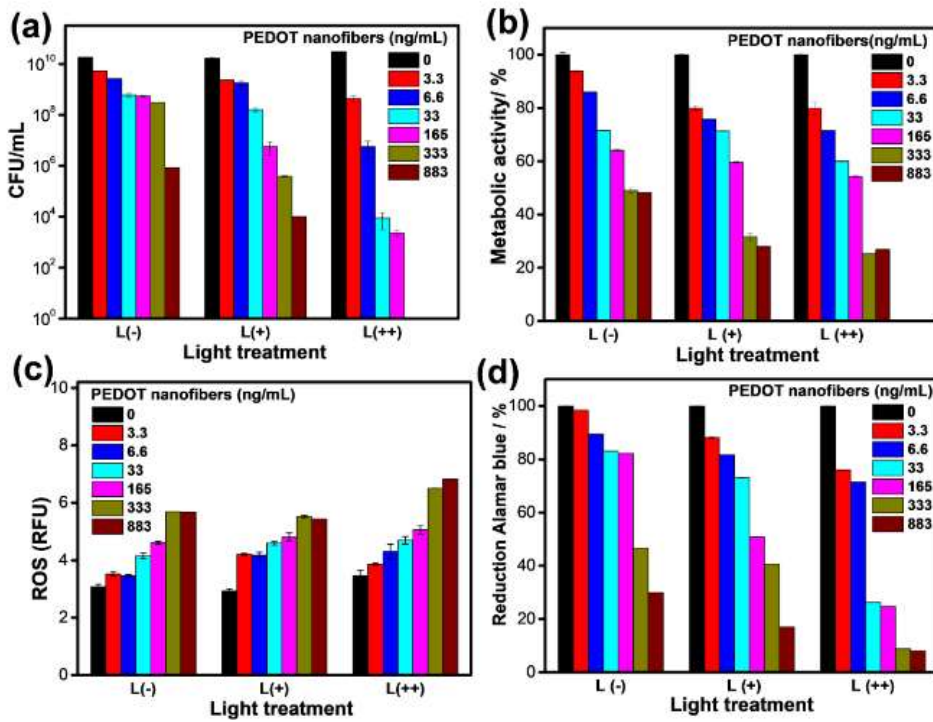 (a)
PEDOT nanofibers (ng/mL)
0
3.3
6.6
33
165
333
883
10^10
10^8
10^6
10^4
10^2
10^0
CFU/mL
L(-)
L(+)
L(++)
Light treatment
(b)
PEDOT nanofibers(ng/mL)
0
3.3
6.6
33
165
333
883
100
80
60
40
20
0
Metabolic activity/ %
L (-)
L (+)
L (++)
Light treatment
(c)
PEDOT nanofibers (ng/mL)
0
3.3
6.6
33
165
333
883
10
8
6
4
2
0
ROS (RFU)
L(-)
L(+)
L(++)
Light treatment
(d)
PEDOT nanofibers (ng/mL)
0
3.3
6.6
33
165
333
883
100
80
60
40
20
0
Reduction Alamar blue / %
L (-)
L (+)
L (++)
Light treatment